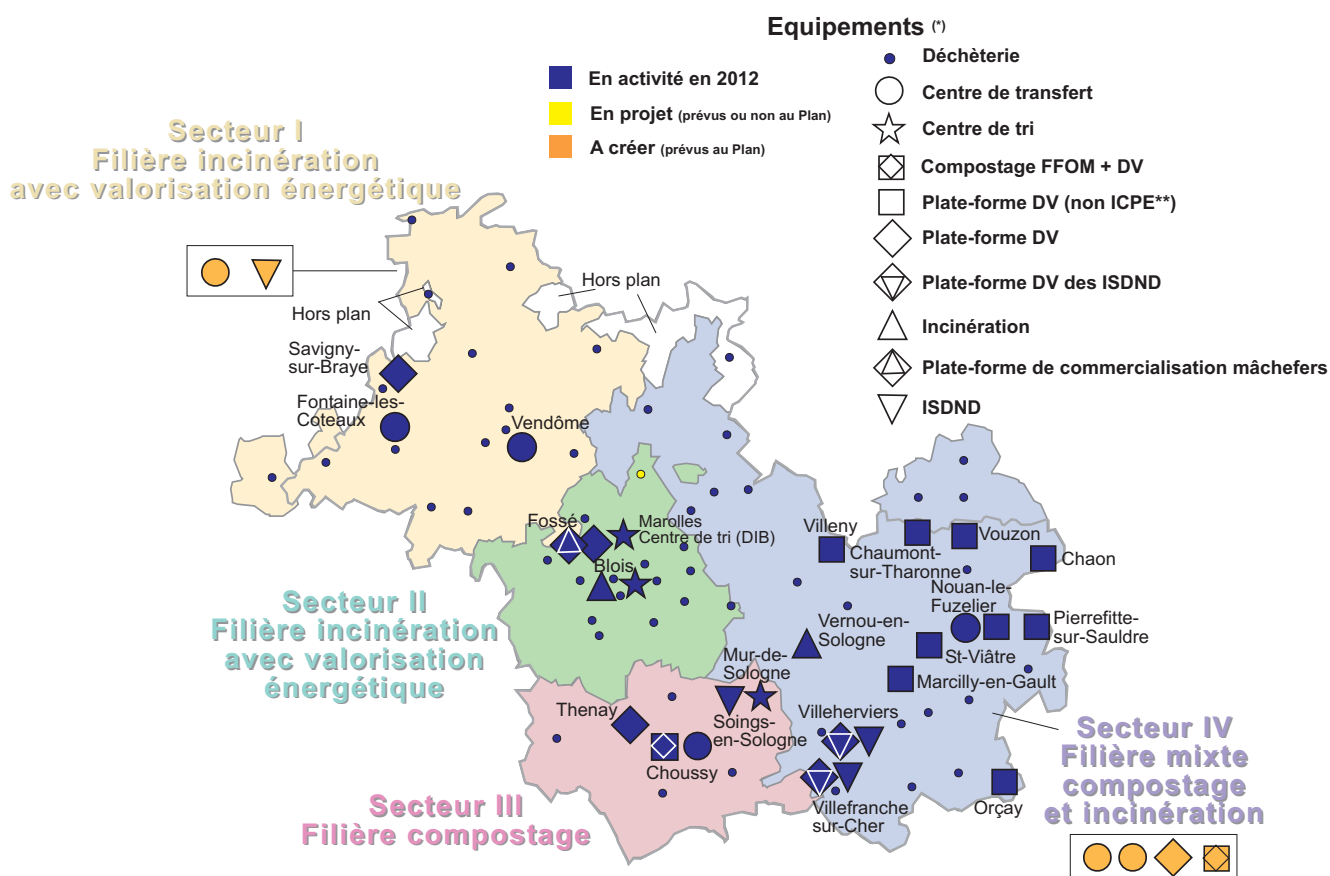 Equipements (*)
En activité en 2012
En projet (prévus ou non au Plan)
A créer (prévus au Plan)
Déchèterie
Centre de transfert
Centre de tri
Compostage FFOM + DV
Plate-forme DV (non ICPE**)
Plate-forme DV
Plate-forme DV des ISDND
Incinération
Plate-forme de commercialisation mâchefers
ISDND
Secteur I
Filière incinération
avec valorisation énergétique
Hors plan
Hors plan
Savigny-
sur-Braye
Fontaine-les-
Coteaux
Vendôme
Fossé
Marolles
Centre de tri (DIB)
Blois
Villeny
Chaumont-
sur-Tharonne
Vouzon
Chaon
Nouan-le-
Fuzelier
Pierrefitte-
sur-Sauldre
Vernou-en-
Sologne
St-Viâtre
Marcilly-en-Gault
Secteur II
Filière incinération
avec valorisation
énergétique
Mur-de-
Sologne
Thenay
Soings-
en-Sologne
Choussy
Villeherviers
Villefranche
sur-Cher
Orçay
Secteur III
Filière compostage
Secteur IV
Filière mixte
compostage
et incinération